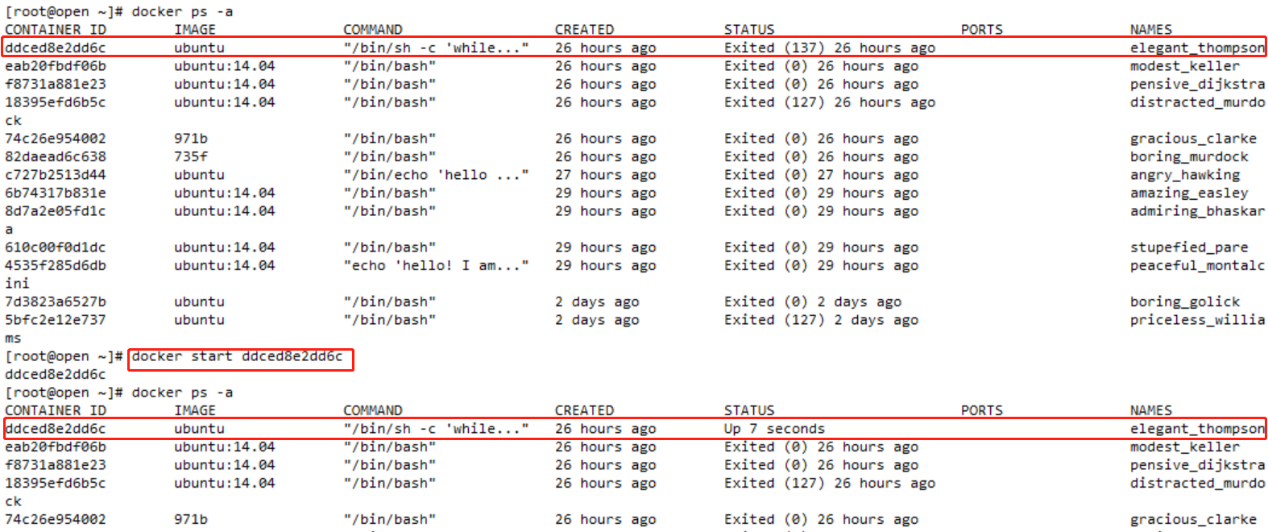 [root@open ~]# docker ps -a
CONTAINER ID        IMAGE               COMMAND                  CREATED             STATUS                      PORTS               NAMES
ddced8e2dd6c        ubuntu              "/bin/sh -c 'while..."   26 hours ago        Exited (137) 26 hours ago                       elegant_thompson
eab20fbdf06b        ubuntu:14.04        "/bin/bash"              26 hours ago        Exited (0) 26 hours ago                         modest_keller
f8731a881e23        ubuntu:14.04        "/bin/bash"              26 hours ago        Exited (0) 26 hours ago                         pensive_dijkstra
18395efd6b5c        ubuntu:14.04        "/bin/bash"              26 hours ago        Exited (127) 26 hours ago                       distracted_murdo
ck
74c26e954002        971b                "/bin/bash"              26 hours ago        Exited (0) 26 hours ago                         gracious_clarke
82daead6c638        735f                "/bin/bash"              26 hours ago        Exited (0) 26 hours ago                         boring_murdock
c727b2513d44        ubuntu              "/bin/echo 'hello ..."   27 hours ago        Exited (0) 27 hours ago                         angry_hawking
6b74317b831e        ubuntu:14.04        "/bin/bash"              29 hours ago        Exited (0) 29 hours ago                         amazing_easley
8d7a2e05fd1c        ubuntu:14.04        "/bin/bash"              29 hours ago        Exited (0) 29 hours ago                         admiring_bhaskar
a
610c00f0d1dc        ubuntu:14.04        "/bin/bash"              29 hours ago        Exited (0) 29 hours ago                         stupefied_pare
4535f285d6db        ubuntu:14.04        "echo 'hello! I am..."   29 hours ago        Exited (0) 29 hours ago                         peaceful_montalc
ini
7d3823a6527b        ubuntu              "/bin/bash"              2 days ago          Exited (0) 2 days ago                           boring_golick
5bfc2e12e737        ubuntu              "/bin/bash"              2 days ago          Exited (127) 2 days ago                         priceless_willia
ms
[root@open ~]# docker start ddced8e2dd6c
ddced8e2dd6c
[root@open ~]# docker ps -a
CONTAINER ID        IMAGE               COMMAND                  CREATED             STATUS                      PORTS               NAMES
ddced8e2dd6c        ubuntu              "/bin/sh -c 'while..."   26 hours ago        Up 7 seconds                                    elegant_thompson
eab20fbdf06b        ubuntu:14.04        "/bin/bash"              26 hours ago        Exited (0) 26 hours ago                         modest_keller
f8731a881e23        ubuntu:14.04        "/bin/bash"              26 hours ago        Exited (0) 26 hours ago                         pensive_dijkstra
18395efd6b5c        ubuntu:14.04        "/bin/bash"              26 hours ago        Exited (127) 26 hours ago                       distracted_murdo
ck
74c26e954002        971b                "/bin/bash"              26 hours ago        Exited (0) 26 hours ago                         gracious_clarke